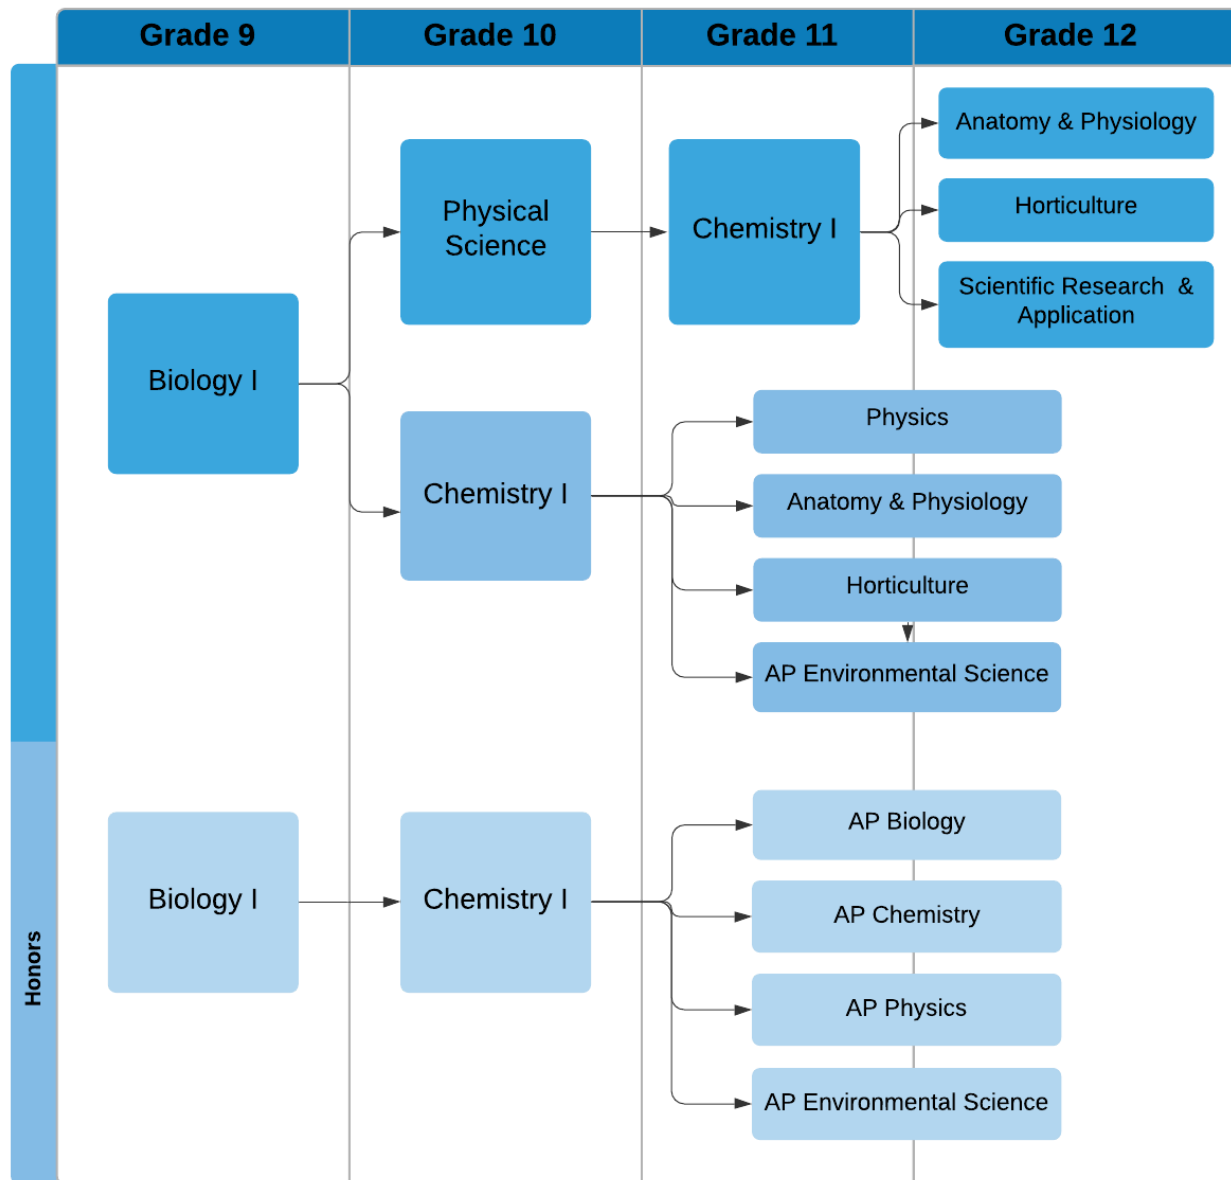 Grade 9
Grade 10
Grade 11
Grade 12
Anatomy & Physiology
Horticulture
Scientific Research &
Application
Physical
Science
Chemistry I
Biology I
Chemistry I
Physics
Anatomy & Physiology
Horticulture
AP Environmental Science
Honors
Biology I
Chemistry I
AP Biology
AP Chemistry
AP Physics
AP Environmental Science